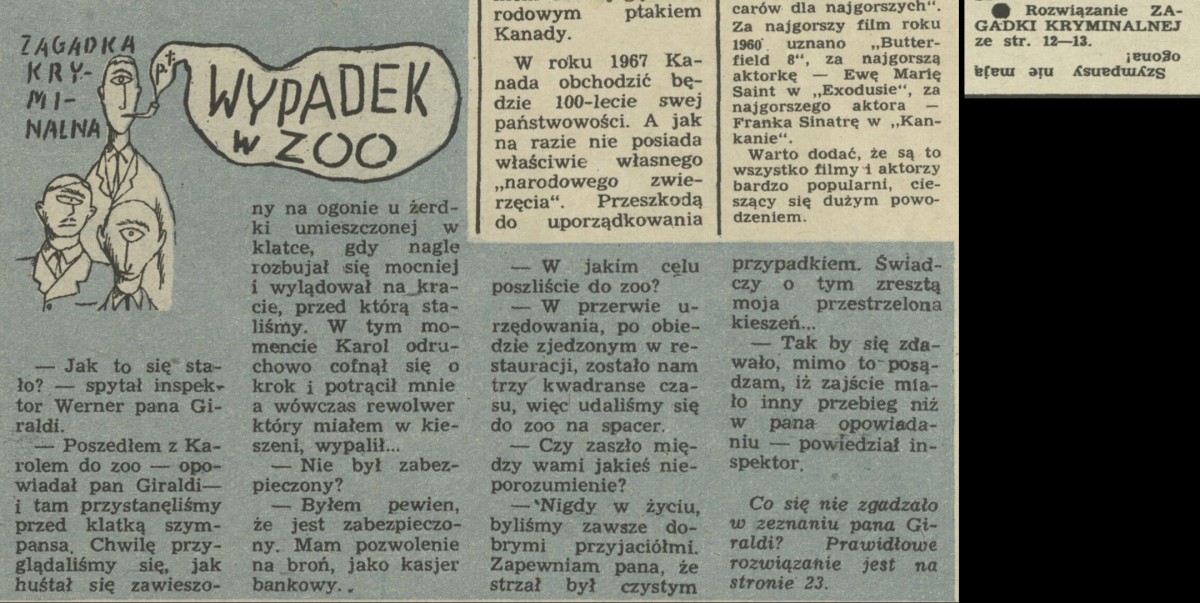 ZAGADKA
KRY-
MI-
NALNA
p.t.
WYPADEK
w ZOO
— Jak to się sta-
ło? — spytał inspek-
tor Werner pana Gi-
raldi.
— Poszedłem z Ka-
rolem do zoo — opo-
wiadał pan Giraldi—
i tam przystanęliśmy
przed klatką szym-
pansa. Chwilę przy-
glądaliśmy się, jak
huśtał się zawieszo-
ny na ogonie u żerd-
ki umieszczonej w
klatce, gdy nagle
rozbujał się mocniej
i wylądował na kra-
cie, przed którą sta-
liśmy. W tym mo-
mencie Karol odru-
chowo cofnął się o
krok i potrącił mnie
a wówczas rewolwer
który miałem w kie-
szeni, wypalił...
— Nie był zabez-
pieczony?
— Byłem pewien,
że jest zabezpieczo-
ny. Mam pozwolenie
na broń, jako kasjer
bankowy..
— W jakim celu
poszliście do zoo?
— W przerwie u-
rzędowania, po obie-
dzie zjedzonym w re-
stauracji, zostało nam
trzy kwadranse cza-
su, więc udaliśmy się
do zoo na spacer.
— Czy zaszło mię-
dzy wami jakieś nie-
porozumienie?
— Nigdy w życiu,
byliśmy zawsze do-
brymi przyjaciółmi.
Zapewniam pana, że
strzał był czystym
przypadkiem. Świad-
czy o tym zresztą
moja przestrzelona
kieszeń...
— Tak by się zda-
wało, mimo to posą-
dzam, iż zajście mia-
ło inny przebieg niż
w pana opowiada-
niu — powiedział in-
spektor.
Co się nie zgadzało
w zeznaniu pana Gi-
raldi? Prawidłowe
rozwiązanie jest na
stronie 23.
rodowym ptakiem
Kanady.
W roku 1967 Ka-
nada obchodzić bę-
dzie 100-lecie swej
państwowości. A jak
na razie nie posiada
właściwie własnego
„narodowego zwie-
rzęcia“. Przeszkodą
do uporządkowania
carów dla najgorszych“.
Za najgorszy film roku
1960 uznano „Butter-
field 8“, za najgorszą
aktorkę — Ewę Marię
Saint w „Exodusie“, za
najgorszego aktora —
Franka Sinatrę w „Kan-
kanie“.
Warto dodać, że są to
wszystko filmy i aktorzy
bardzo popularni, cie-
szący się dużym powo-
dzeniem.
● Rozwiązanie ZA-
GADKI KRYMINALNEJ
ze str. 12—13.
Szympansy nie mają
ogona!